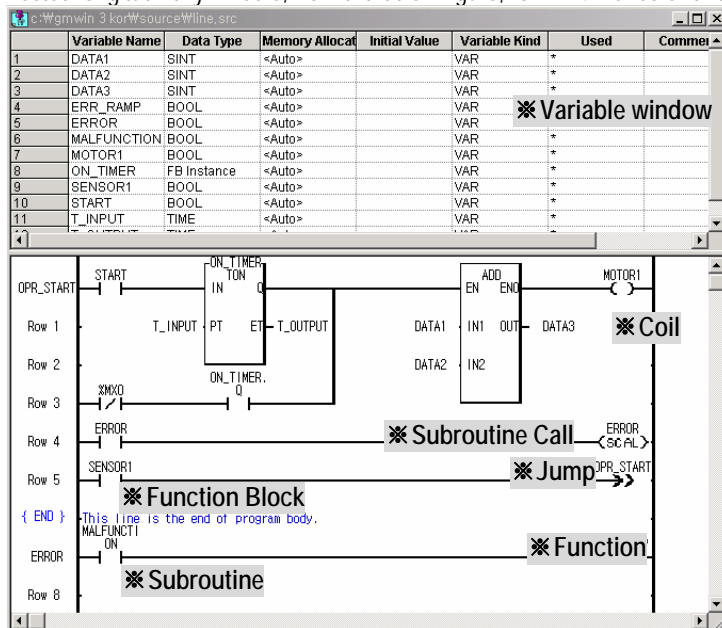 c:₩gmwin 3 kor₩source₩line,src
Variable Name Data Type Memory Allocat Initial Value Variable Kind Used Commer
1 DATA1 SINT <Auto> VAR *
2 DATA2 SINT <Auto> VAR *
3 DATA3 SINT <Auto> VAR *
4 ERR_RAMP BOOL <Auto> VAR
5 ERROR BOOL <Auto> VAR
6 MALFUNCTION BOOL <Auto> VAR *
7 MOTOR1 BOOL <Auto> VAR *
8 ON_TIMER FB Instance <Auto> VAR *
9 SENSOR1 BOOL <Auto> VAR *
10 START BOOL <Auto> VAR *
11 T_INPUT TIME <Auto> VAR *
※ Variable window
ON_TIMER
START TON ADD MOTOR1
OPR_START IN Q EN ENO ( )
Row 1 T_INPUT PT ET T_OUTPUT DATA1 IN1 OUT DATA3 ※ Coil
Row 2 DATA2 IN2
ON_TIMER.
%MX0 Q
Row 3
ERROR ERROR
Row 4 ※ Subroutine Call <SCAL>
SENSOR1 OPR_START
Row 5 ※ Jump >>
※ Function Block
{ END } This line is the end of program body.
MALFUNCTI
ON
ERROR ※ Function
※ Subroutine
Row 8